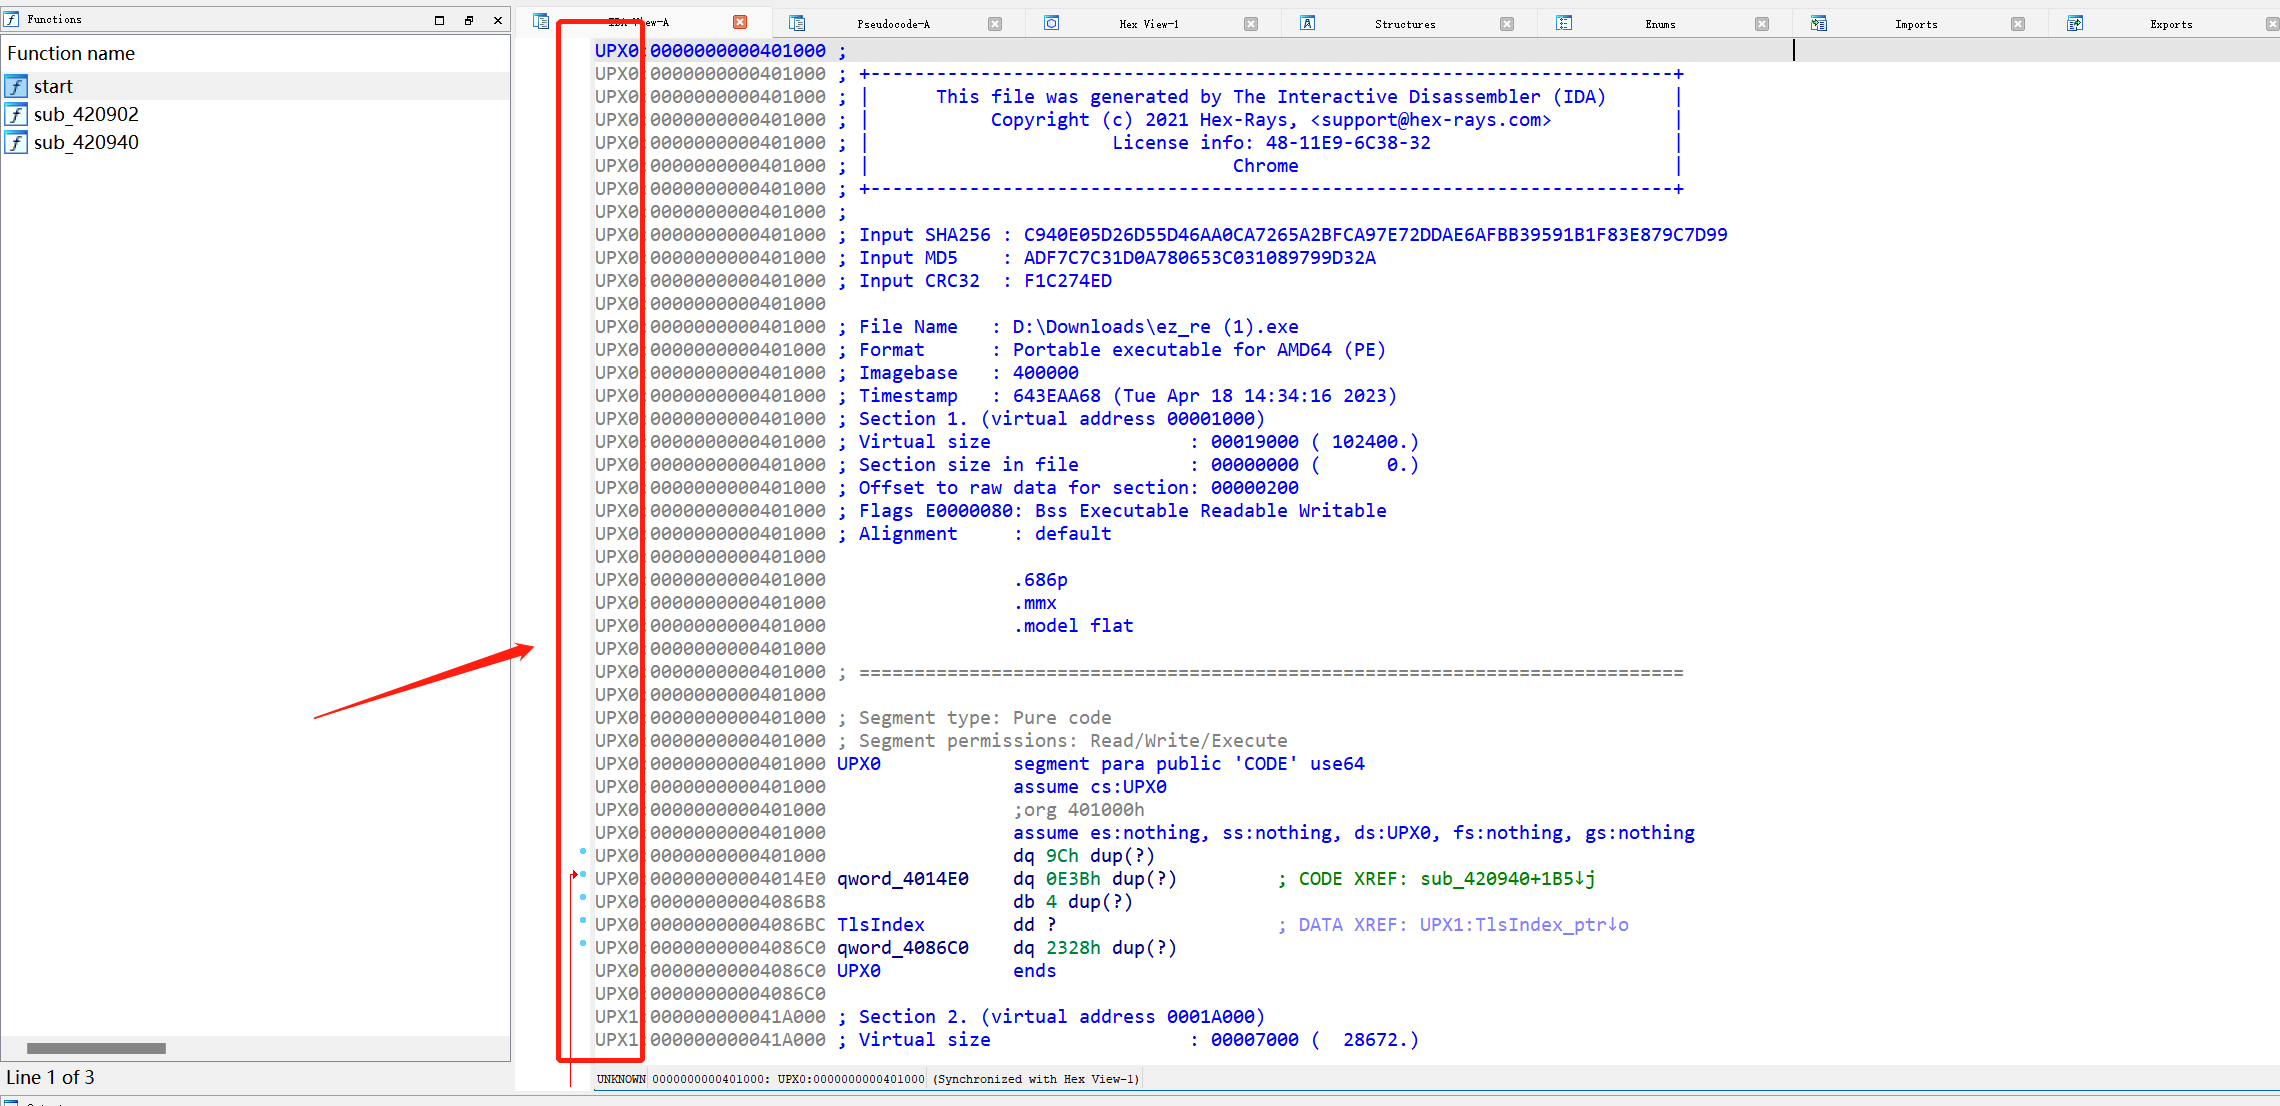 Functions
Function name
start
sub_420902
sub_420940
Line 1 of 3
IDA View-A
Pseudocode-A
Hex View-1
Structures
Enums
Imports
Exports
UPX0:0000000000401000 ;
UPX0:0000000000401000 ; +-------------------------------------------------------------------------+
UPX0:0000000000401000 ; |      This file was generated by The Interactive Disassembler (IDA)      |
UPX0:0000000000401000 ; |           Copyright (c) 2021 Hex-Rays, <support@hex-rays.com>           |
UPX0:0000000000401000 ; |                      License info: 48-11E9-6C38-32                      |
UPX0:0000000000401000 ; |                                 Chrome                                  |
UPX0:0000000000401000 ; +-------------------------------------------------------------------------+
UPX0:0000000000401000 ;
UPX0:0000000000401000 ; Input SHA256 : C940E05D26D55D46AA0CA7265A2BFCA97E72DDAE6AFBB39591B1F83E879C7D99
UPX0:0000000000401000 ; Input MD5    : ADF7C7C31D0A780653C031089799D32A
UPX0:0000000000401000 ; Input CRC32  : F1C274ED
UPX0:0000000000401000
UPX0:0000000000401000 ; File Name   : D:\Downloads\ez_re (1).exe
UPX0:0000000000401000 ; Format      : Portable executable for AMD64 (PE)
UPX0:0000000000401000 ; Imagebase   : 400000
UPX0:0000000000401000 ; Timestamp   : 643EAA68 (Tue Apr 18 14:34:16 2023)
UPX0:0000000000401000 ; Section 1. (virtual address 00001000)
UPX0:0000000000401000 ; Virtual size                  : 00019000 ( 102400.)
UPX0:0000000000401000 ; Section size in file          : 00000000 (      0.)
UPX0:0000000000401000 ; Offset to raw data for section: 00000200
UPX0:0000000000401000 ; Flags E0000080: Bss Executable Readable Writable
UPX0:0000000000401000 ; Alignment     : default
UPX0:0000000000401000
UPX0:0000000000401000                 .686p
UPX0:0000000000401000                 .mmx
UPX0:0000000000401000                 .model flat
UPX0:0000000000401000
UPX0:0000000000401000 ; ===========================================================================
UPX0:0000000000401000
UPX0:0000000000401000 ; Segment type: Pure code
UPX0:0000000000401000 ; Segment permissions: Read/Write/Execute
UPX0:0000000000401000 UPX0            segment para public 'CODE' use64
UPX0:0000000000401000                 assume cs:UPX0
UPX0:0000000000401000                 ;org 401000h
UPX0:0000000000401000                 assume es:nothing, ss:nothing, ds:UPX0, fs:nothing, gs:nothing
UPX0:0000000000401000                 dq 9Ch dup(?)
UPX0:00000000004014E0 qword_4014E0    dq 0E3Bh dup(?)         ; CODE XREF: sub_420940+1B5↓j
UPX0:00000000004086B8                 db 4 dup(?)
UPX0:00000000004086BC TlsIndex        dd ?                    ; DATA XREF: UPX1:TlsIndex_ptr↓o
UPX0:00000000004086C0 qword_4086C0    dq 2328h dup(?)
UPX0:00000000004086C0 UPX0            ends
UPX0:00000000004086C0
UPX1:000000000041A000 ; Section 2. (virtual address 0001A000)
UPX1:000000000041A000 ; Virtual size                  : 00007000 (  28672.)
UNKNOWN 0000000000401000: UPX0:0000000000401000 (Synchronized with Hex View-1)